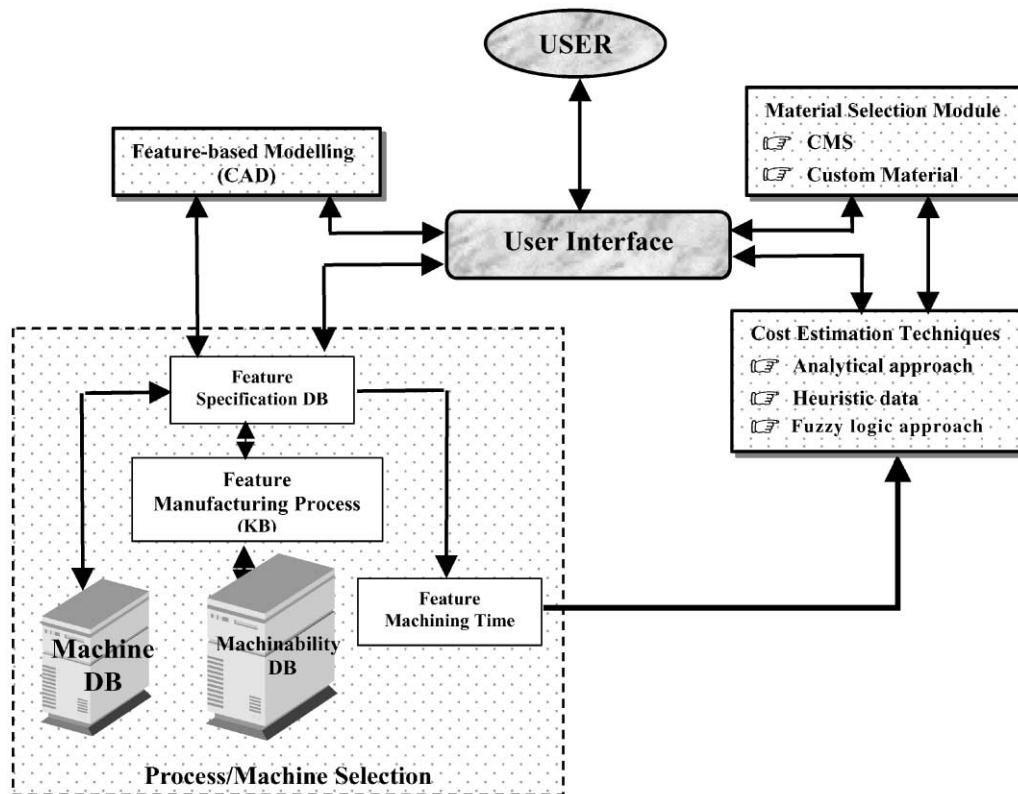 USER
Feature-based Modelling
(CAD)
Material Selection Module
☞ CMS
☞ Custom Material
User Interface
Cost Estimation Techniques
☞ Analytical approach
☞ Heuristic data
☞ Fuzzy logic approach
Feature
Specification DB
Feature
Manufacturing Process
(KB)
Feature
Machining Time
Machine
DB
Machinability
DB
Process/Machine Selection